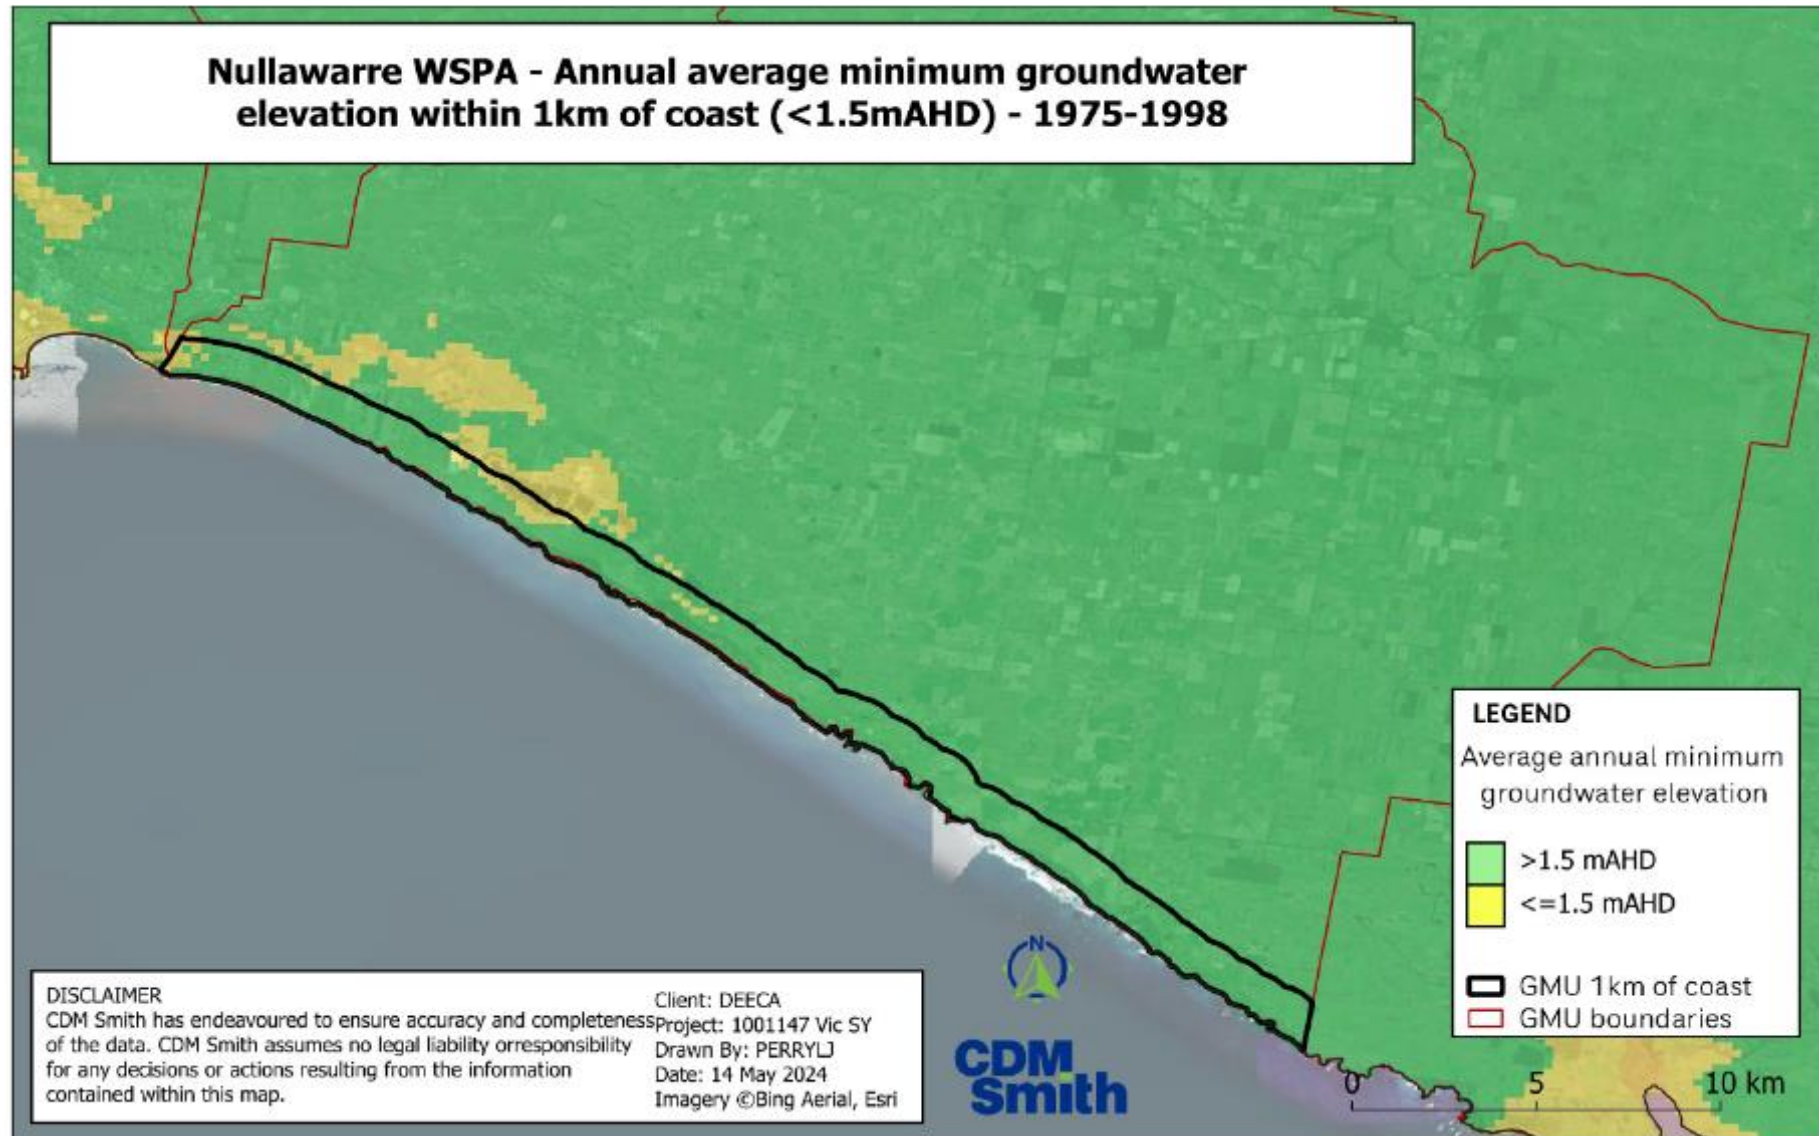 Nullawarre WSPA - Annual average minimum groundwater
elevation within 1km of coast (<1.5mAHD) - 1975-1998
LEGEND
Average annual minimum
groundwater elevation
>1.5 mAHD
<=1.5 mAHD
GMU 1km of coast
GMU boundaries
0 5 10 km
N
CDM
Smith
DISCLAIMER
CDM Smith has endeavoured to ensure accuracy and completeness
of the data. CDM Smith assumes no legal liability orresponsibility
for any decisions or actions resulting from the information
contained within this map.
Client: DEECA
Project: 1001147 Vic SY
Drawn By: PERRYLJ
Date: 14 May 2024
Imagery ©Bing Aerial, Esri